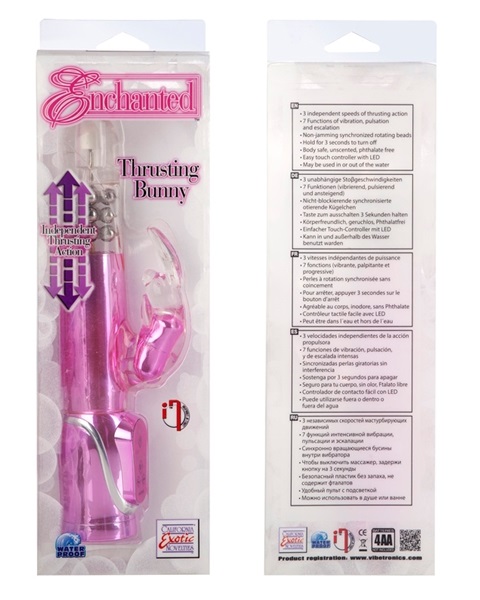 Enchanted
Thrusting
Bunny
Independent
Thrusting
Action
WATER
PROOF
CALIFORNIA
Exotic
NOVELTIES
• 3 independent speeds of thrusting action
• 7 Functions of vibration, pulsation
and escalation
• Non-jamming synchronized rotating beads
• Hold for 3 seconds to turn off
• Body safe, unscented, phthalate free
• Easy touch controller with LED
• May be used in or out of the water
• 3 unabhängige Stoßgeschwindigkeiten
• 7 Funktionen (vibrierend, pulsierend
und ansteigend)
• Nicht-blockierende synchronisierte
otierende Kügelchen
• Taste zum ausschalten 3 Sekunden halten
• Körperfreundlich, geruchlos, Phthalatfrei
• Einfacher Touch-Controller mit LED
• Kann in und außerhalb des Wasser
benutzt warden
• 3 vitesses indépendantes de puissance
• 7 fonctions (vibrante, palpitante et
progressive)
• Perles à rotation synchronisée sans
coincement
• Pour arrêter, appuyer 3 secondes sur le
bouton d'arrêt
• Agréable au corps, inodore, sans Phthalate
• Contrôleur tactile facile avec LED
• Peut être dans l'eau et hors de l'eau
• 3 velocidades independientes de la acción
propulsora
• 7 funciones de vibración, pulsación,
y de escalada intensas
• Sincronizadas perlas giratorias sin
interferencia
• Sostenga por 3 segundos para apagar
• Seguro para tu cuerpo, sin olor, Ftalato libre
• Controlador de contacto fácil con LED
• Puede utilizarse fuera o dentro o
fuera del agua
• 3 независимых скоростей мастурбирующих
движений
• 7 функций интенсивной вибрации,
пульсации и эскалации
• Синхронно вращающиеся бусины
внутри вибратора
• Чтобы выключить массажер, задержи
кнопку на 3 секунды
• Безопасный пластик без запаха, не
содержит фталатов
• Удобный пульт с подсветкой
• Можно использовать в душе или ванне
CALIFORNIA
Exotic
NOVELTIES
WATER
PROOF
CE
4AA
Product registration: www.vibotronics.com